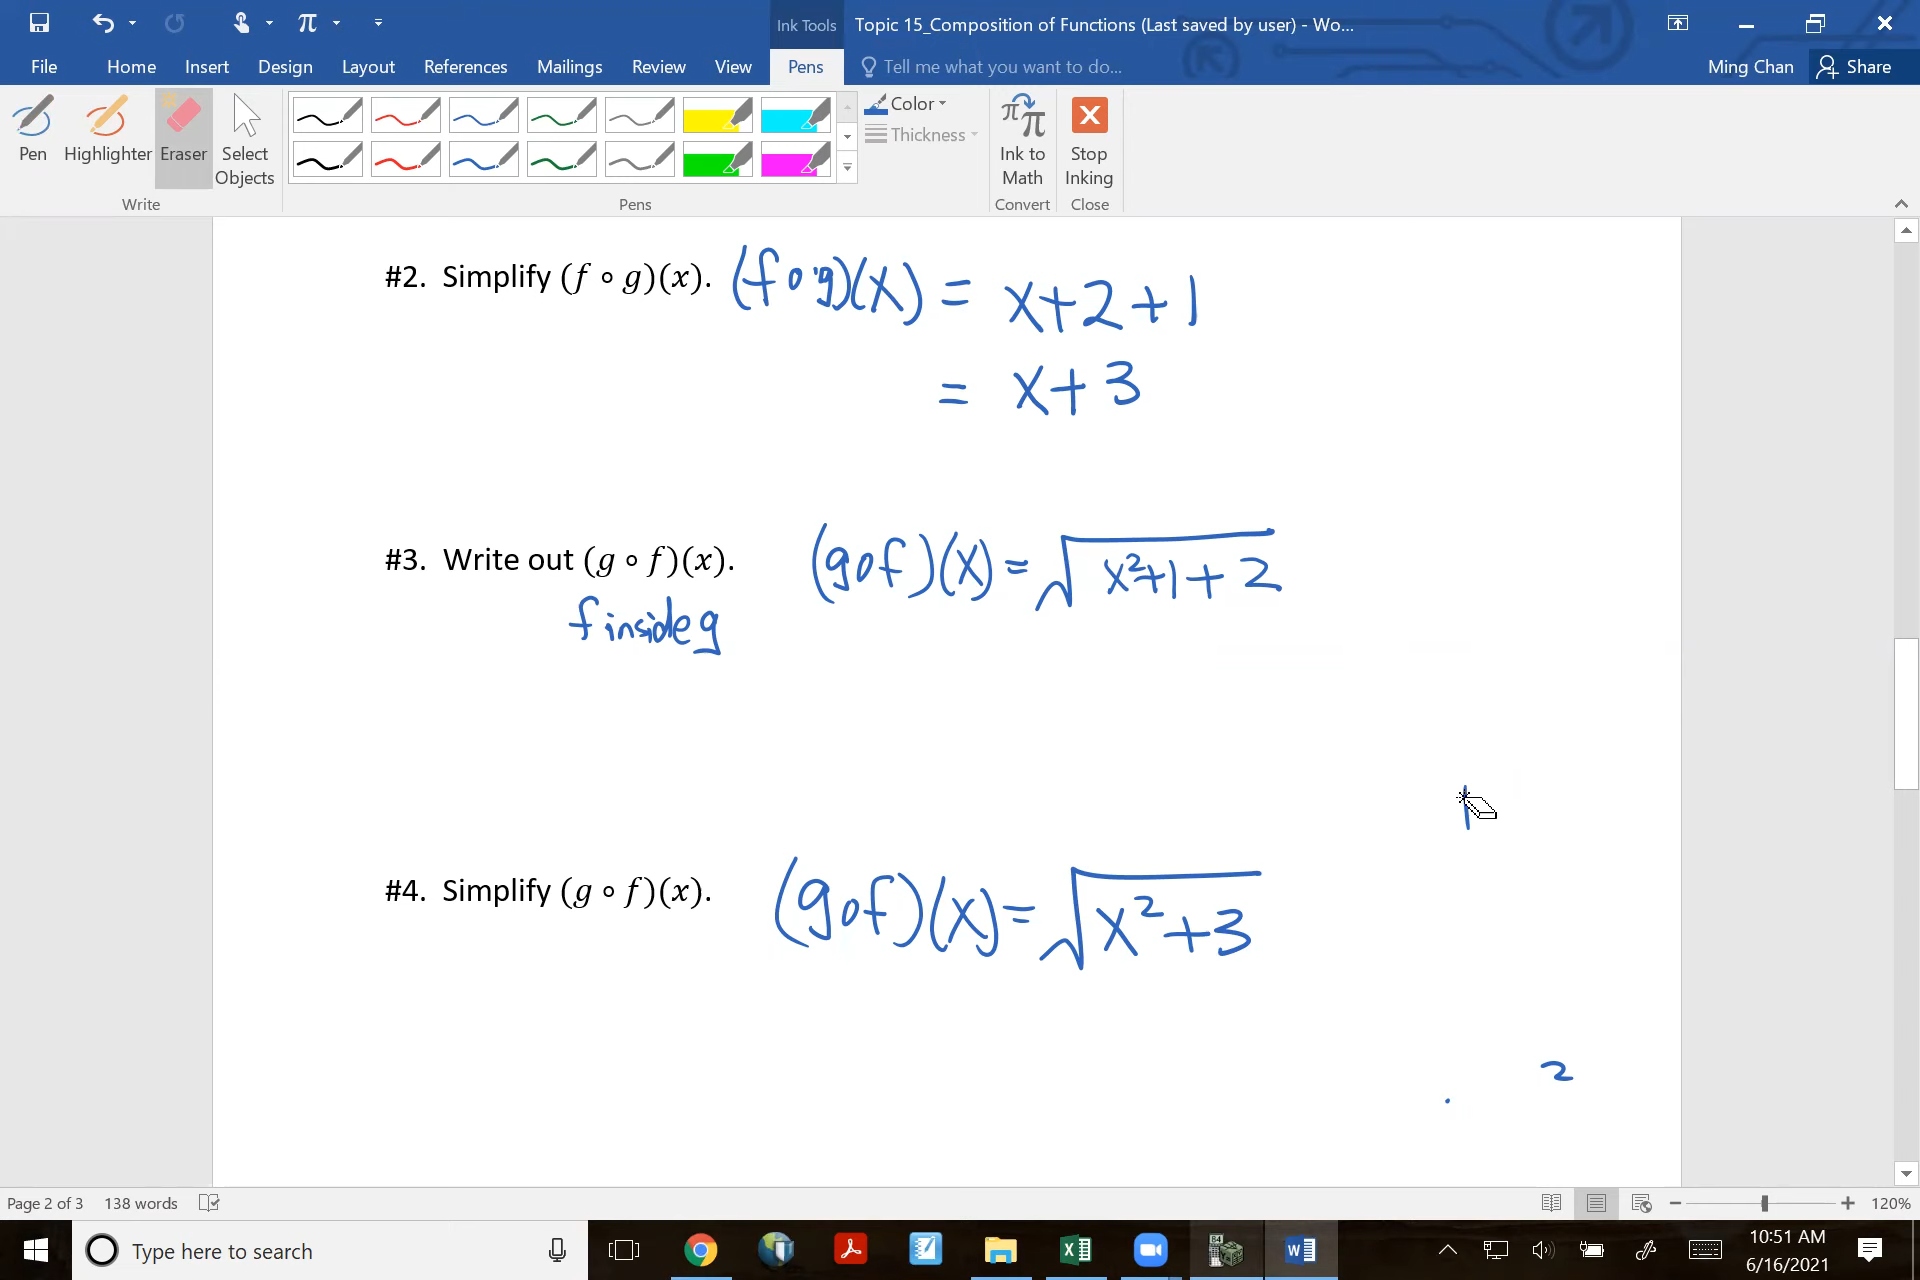 Ink Tools
Topic 15_Composition of Functions (Last saved by user) - Wo...
File Home Insert Design Layout References Mailings Review View Pens Tell me what you want to do... Ming Chan Share
Pen Highlighter Eraser Select Objects
Color
Thickness
Ink to Math
Stop Inking
Write Pens Convert Close
#2. Simplify (f ∘ g)(x). (f∘g)(x) = x+2+1
= x+3
#3. Write out (g ∘ f)(x). (g∘f)(x) = √(x²+1+2)
f inside g
#4. Simplify (g ∘ f)(x). (g∘f)(x) = √(x²+3)
2
Page 2 of 3 138 words 120%
Type here to search
B4
10:51 AM
6/16/2021